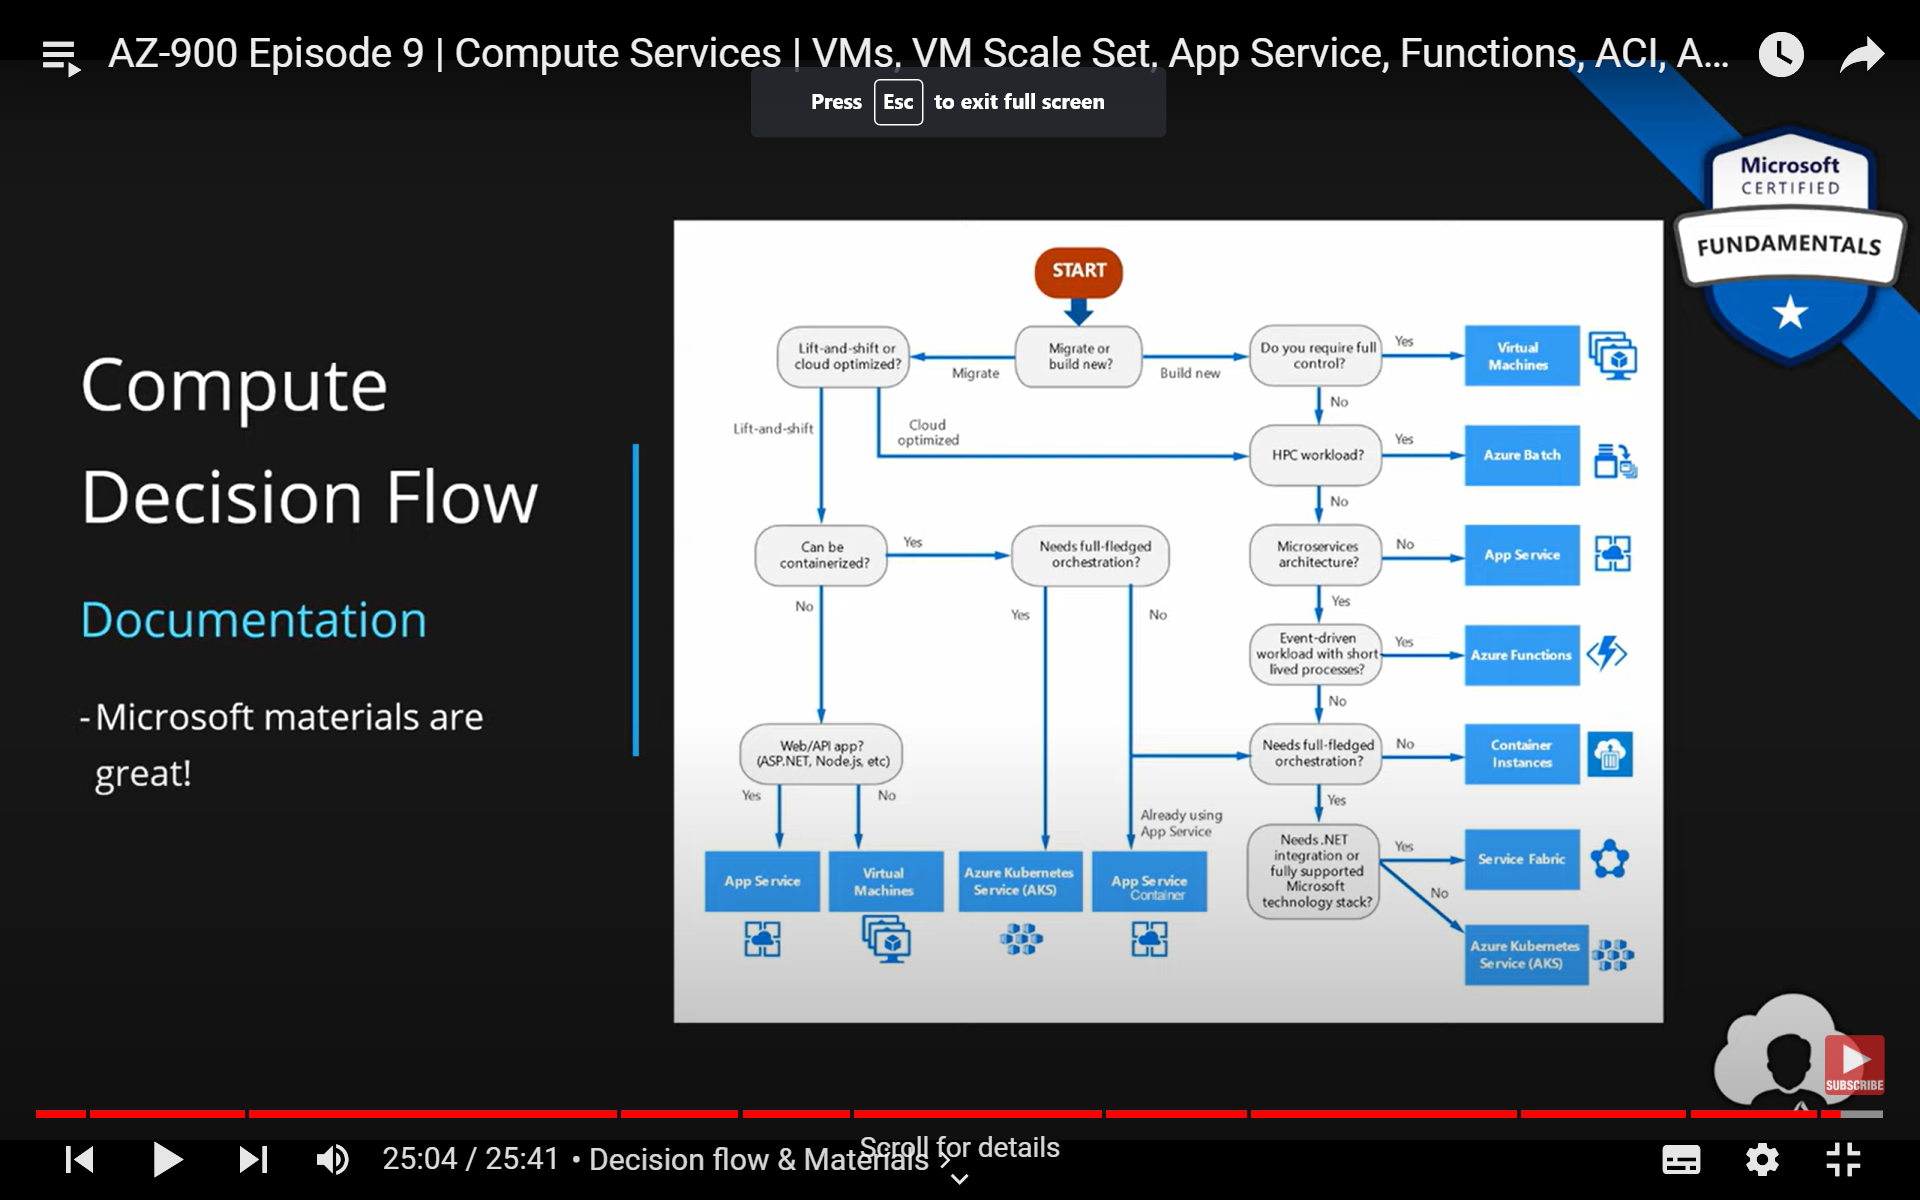 AZ-900 Episode 9 | Compute Services | VMs, VM Scale Set, App Service, Functions, ACI, A...
Press Esc to exit full screen
Microsoft
CERTIFIED
FUNDAMENTALS
Compute
Decision Flow
Documentation
-Microsoft materials are
great!
START
Lift-and-shift or
cloud optimized?
Migrate
Migrate or
build new?
Build new
Do you require full
control?
Yes
Virtual
Machines
No
Lift-and-shift
Cloud
optimized
HPC workload?
Yes
Azure Batch
No
Can be
containerized?
Yes
Needs full-fledged
orchestration?
Microservices
architecture?
No
App Service
No
Yes
No
Yes
Event-driven
workload with short
lived processes?
Yes
Azure Functions
No
Web/API app?
(ASP.NET, Node.js, etc)
Needs full-fledged
orchestration?
No
Container
Instances
Yes
No
Already using
App Service
Yes
Needs .NET
integration or
fully supported
Microsoft
technology stack?
Yes
Service Fabric
No
App Service
Virtual
Machines
Azure Kubernetes
Service (AKS)
App Service
Container
Azure Kubernetes
Service (AKS)
SUBSCRIBE
25:04 / 25:41 • Decision flow & Materials
Scroll for details